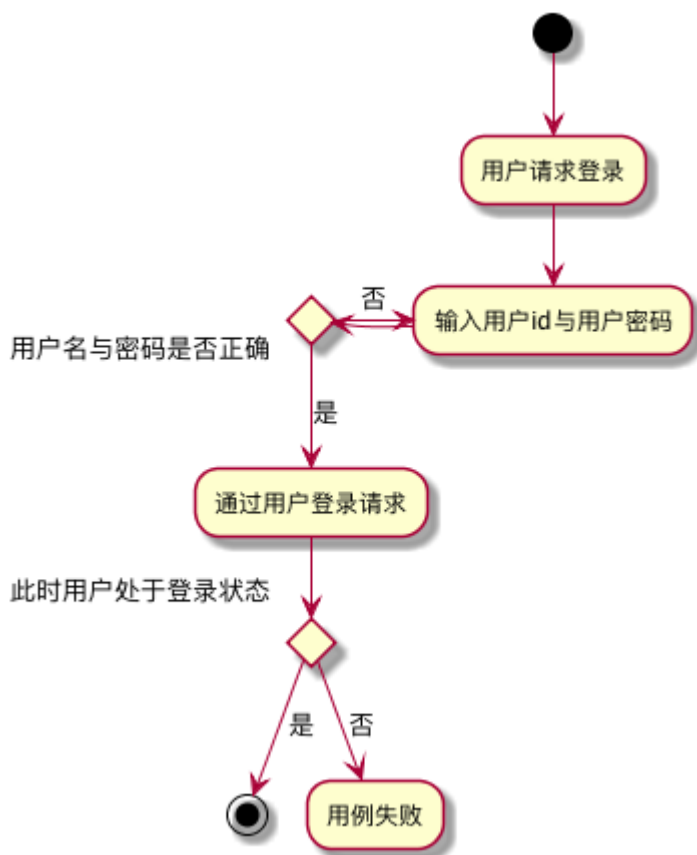 用户请求登录
否
输入用户id与用户密码
用户名与密码是否正确
是
通过用户登录请求
此时用户处于登录状态
是
否
用例失败